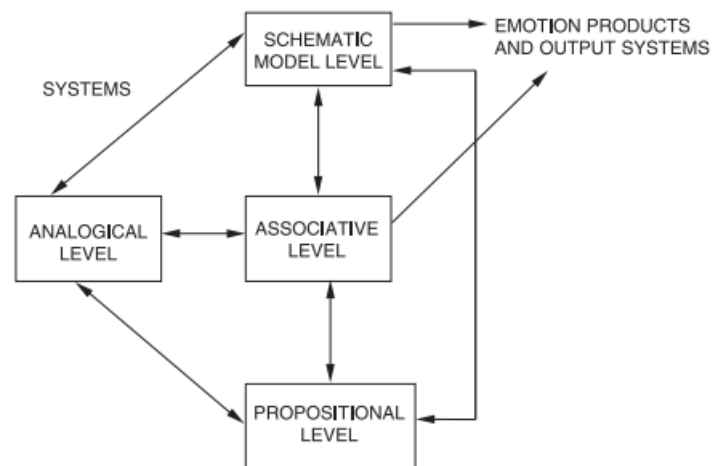 SCHEMATIC
MODEL LEVEL
EMOTION PRODUCTS
AND OUTPUT SYSTEMS
SYSTEMS
ANALOGICAL
LEVEL
ASSOCIATIVE
LEVEL
PROPOSITIONAL
LEVEL